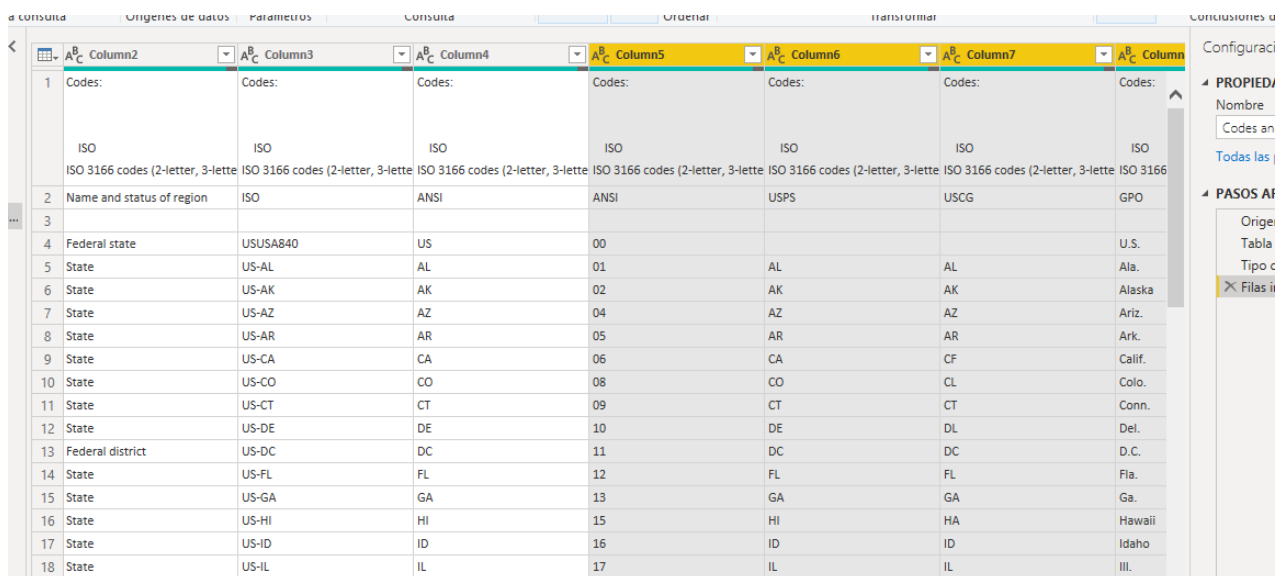 a consulta Orígenes de datos Parámetros Consulta Ordenar Transformar Conclusiones d
Column2 Column3 Column4 Column5 Column6 Column7 Column
Configuraci
PROPIEDA
Nombre
Codes an
Todas las
PASOS AP
Orige
Tabla
Tipo
Filas i
1 Codes: Codes: Codes: Codes: Codes: Codes: Codes:
ISO ISO ISO ISO ISO ISO ISO
ISO 3166 codes (2-letter, 3-lette ISO 3166 codes (2-letter, 3-lette ISO 3166 codes (2-letter, 3-lette ISO 3166 codes (2-letter, 3-lette ISO 3166 codes (2-letter, 3-lette ISO 3166 codes (2-letter, 3-lette ISO 3166
2 Name and status of region ISO ANSI ANSI USPS USCG GPO
3
4 Federal state USUSA840 US 00 U.S.
5 State US-AL AL 01 AL AL Ala.
6 State US-AK AK 02 AK AK Alaska
7 State US-AZ AZ 04 AZ AZ Ariz.
8 State US-AR AR 05 AR AR Ark.
9 State US-CA CA 06 CA CF Calif.
10 State US-CO CO 08 CO CL Colo.
11 State US-CT CT 09 CT CT Conn.
12 State US-DE DE 10 DE DL Del.
13 Federal district US-DC DC 11 DC DC D.C.
14 State US-FL FL 12 FL FL Fla.
15 State US-GA GA 13 GA GA Ga.
16 State US-HI HI 15 HI HA Hawaii
17 State US-ID ID 16 ID ID Idaho
18 State US-IL IL 17 IL IL Ill.